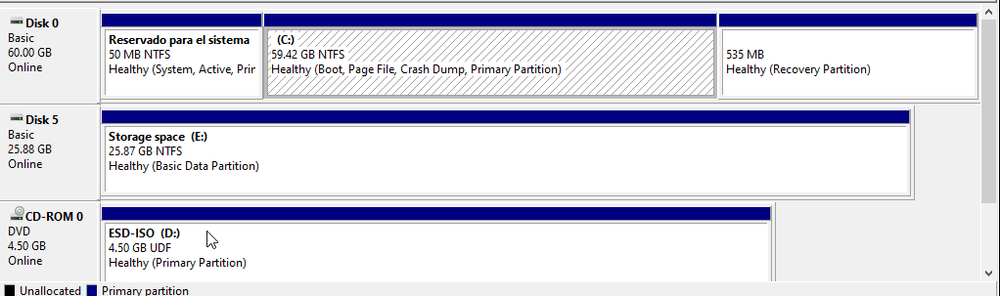 Disk 0
Basic
60.00 GB
Online
Reservado para el sistema
50 MB NTFS
Healthy (System, Active, Prir
(C:)
59.42 GB NTFS
Healthy (Boot, Page File, Crash Dump, Primary Partition)
535 MB
Healthy (Recovery Partition)
Disk 5
Basic
25.88 GB
Online
Storage space (E:)
25.87 GB NTFS
Healthy (Basic Data Partition)
CD-ROM 0
DVD
4.50 GB
Online
ESD-ISO (D:)
4.50 GB UDF
Healthy (Primary Partition)
Unallocated Primary partition